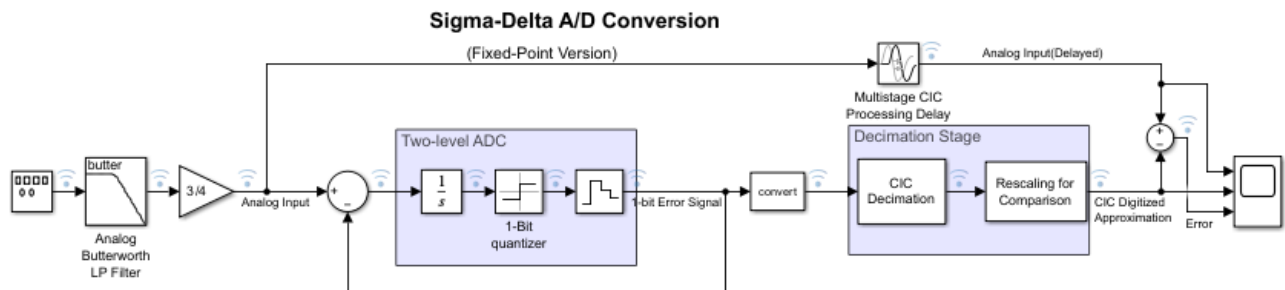 Sigma-Delta A/D Conversion
(Fixed-Point Version)
Analog Input(Delayed)
Multistage CIC
Processing Delay
Two-level ADC
Decimation Stage
butter
3/4
Analog Input
+
−
1
s
1-Bit
quantizer
1-bit Error Signal
convert
CIC
Decimation
Rescaling for
Comparison
CIC Digitized
Approximation
+
−
Error
Analog
Butterworth
LP Filter